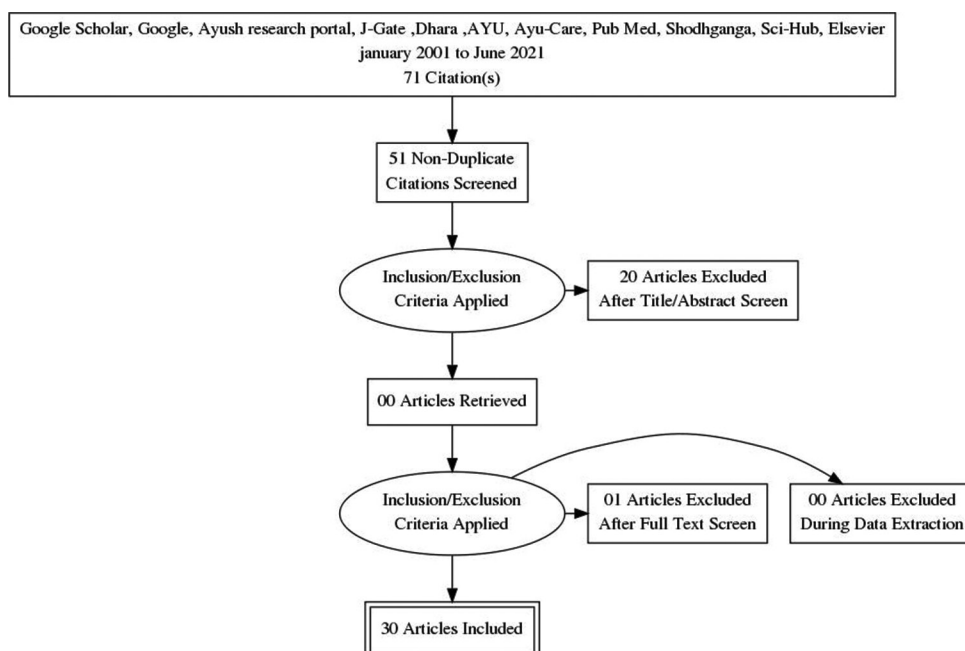 Google Scholar, Google, Ayush research portal, J-Gate ,Dhara ,AYU, Ayu-Care, Pub Med, Shodhganga, Sci-Hub, Elsevier
january 2001 to June 2021
71 Citation(s)
51 Non-Duplicate
Citations Screened
Inclusion/Exclusion
Criteria Applied
20 Articles Excluded
After Title/Abstract Screen
00 Articles Retrieved
Inclusion/Exclusion
Criteria Applied
01 Articles Excluded
After Full Text Screen
00 Articles Excluded
During Data Extraction
30 Articles Included